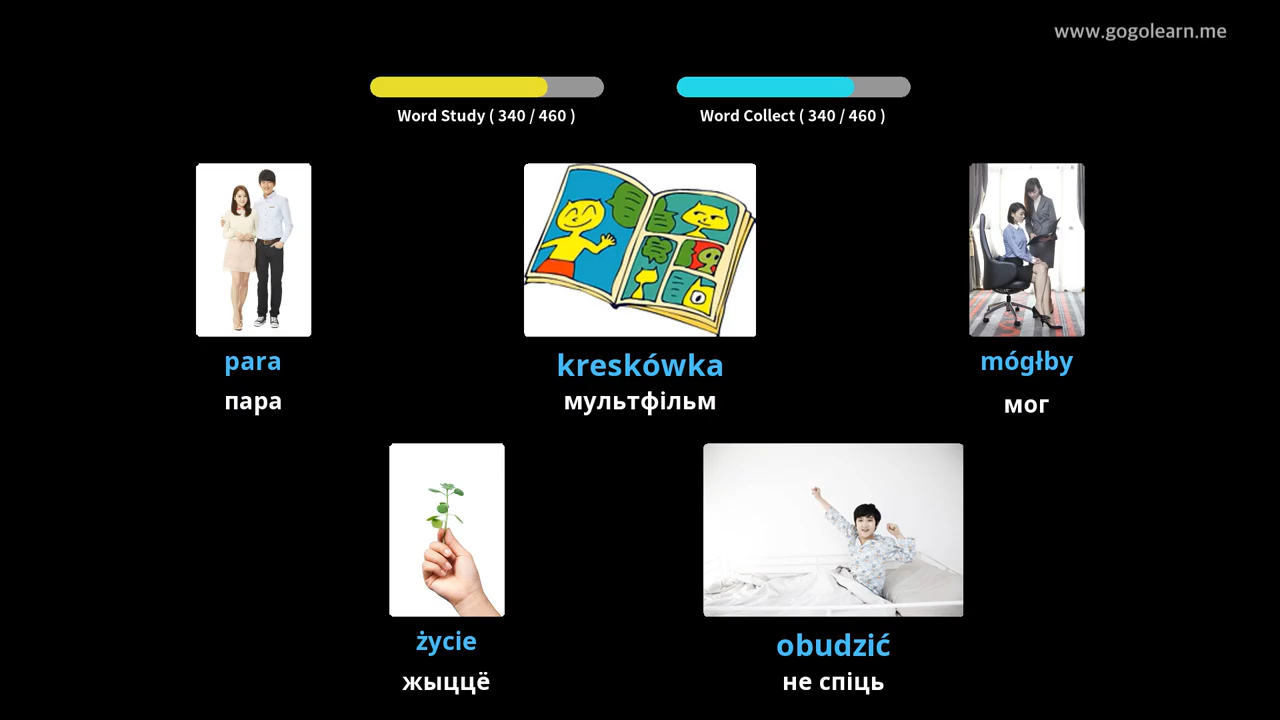 www.gogolearn.me
Word Study ( 340 / 460 )
Word Collect ( 340 / 460 )
para
kreskówka
mógłby
пара
мультфільм
мог
życie
obudzić
жыццё
не спіць